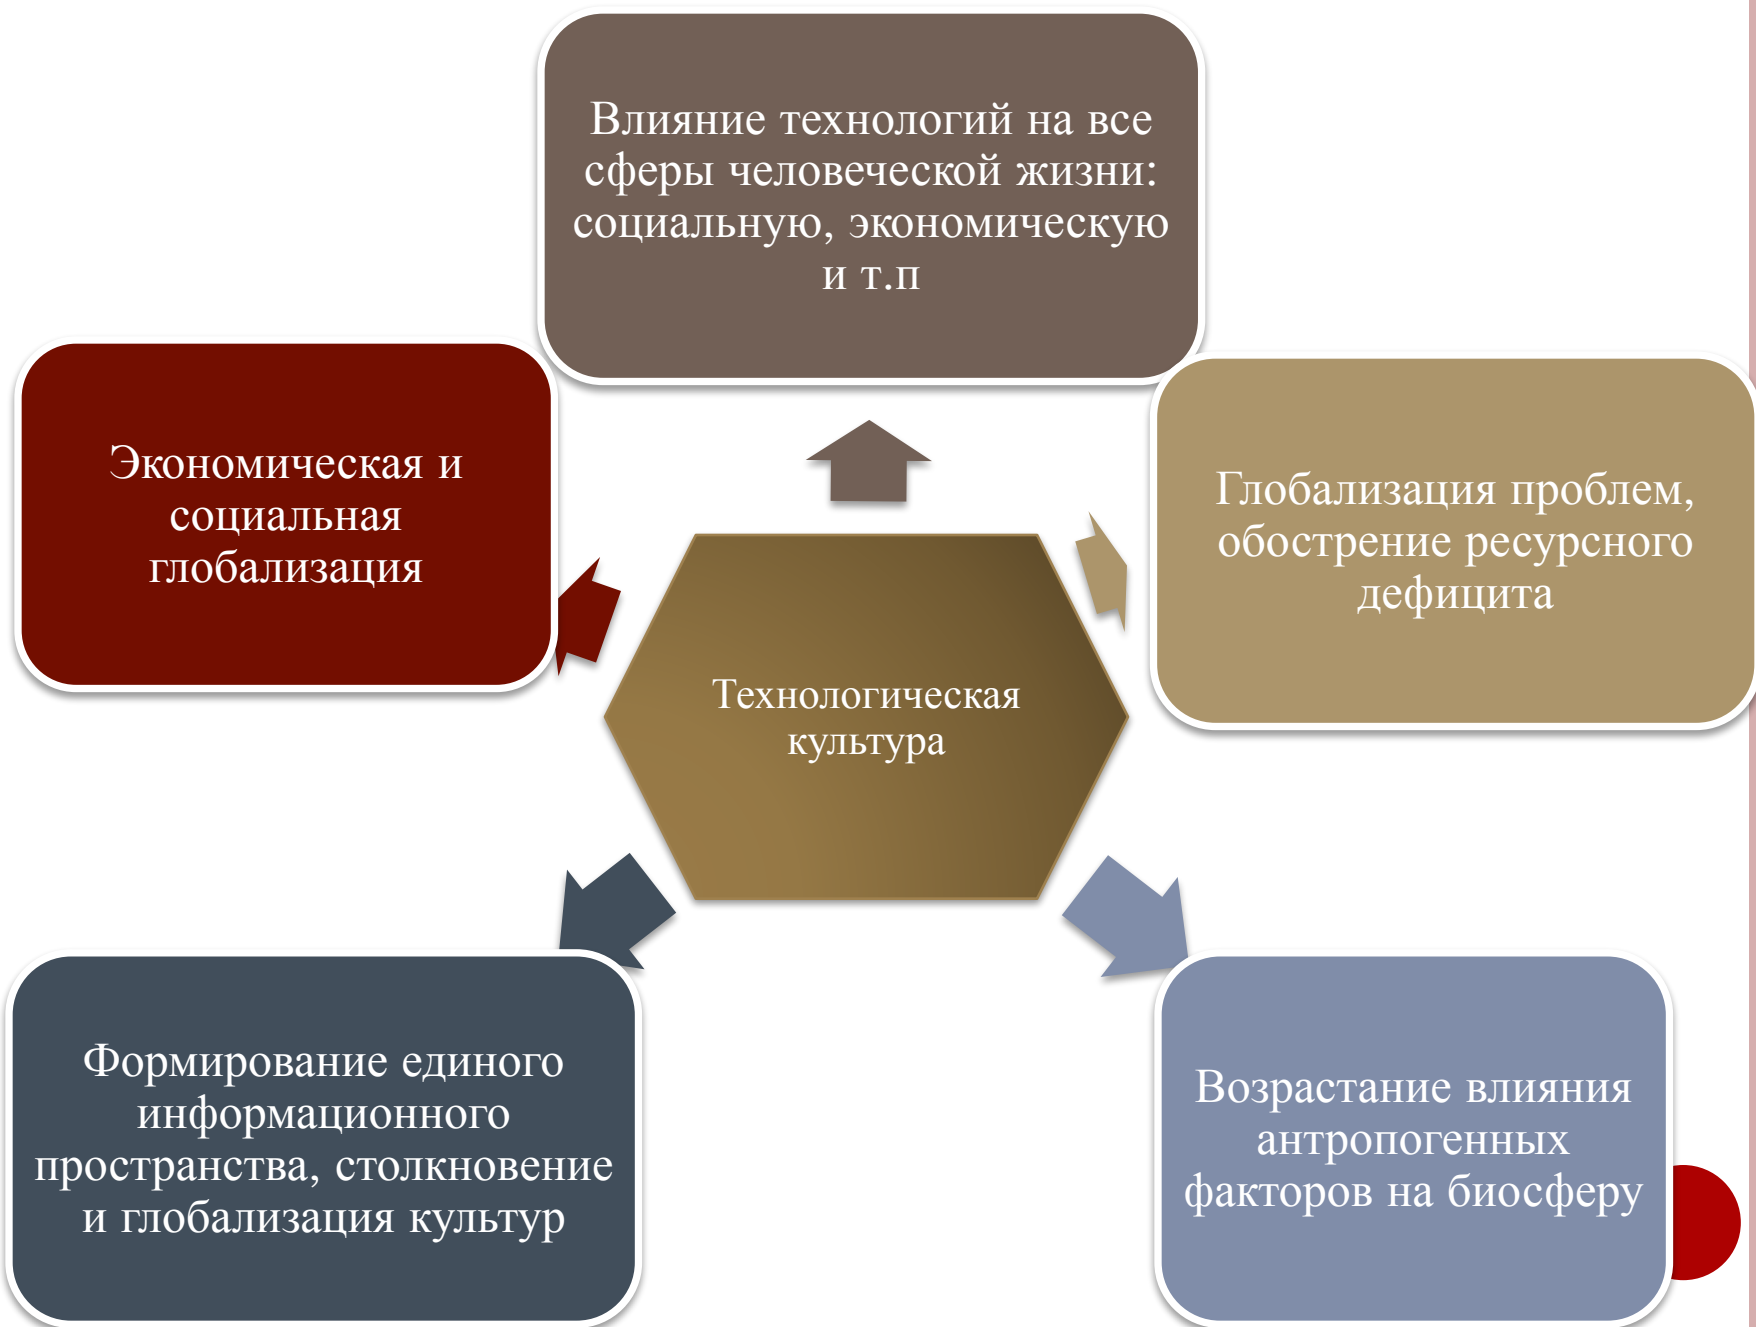 Влияние технологий на все
сферы человеческой жизни:
социальную, экономическую
и т.п
Экономическая и
социальная
глобализация
Глобализация проблем,
обострение ресурсного
дефицита
Технологическая
культура
Формирование единого
информационного
пространства, столкновение
и глобализация культур
Возрастание влияния
антропогенных
факторов на биосферу